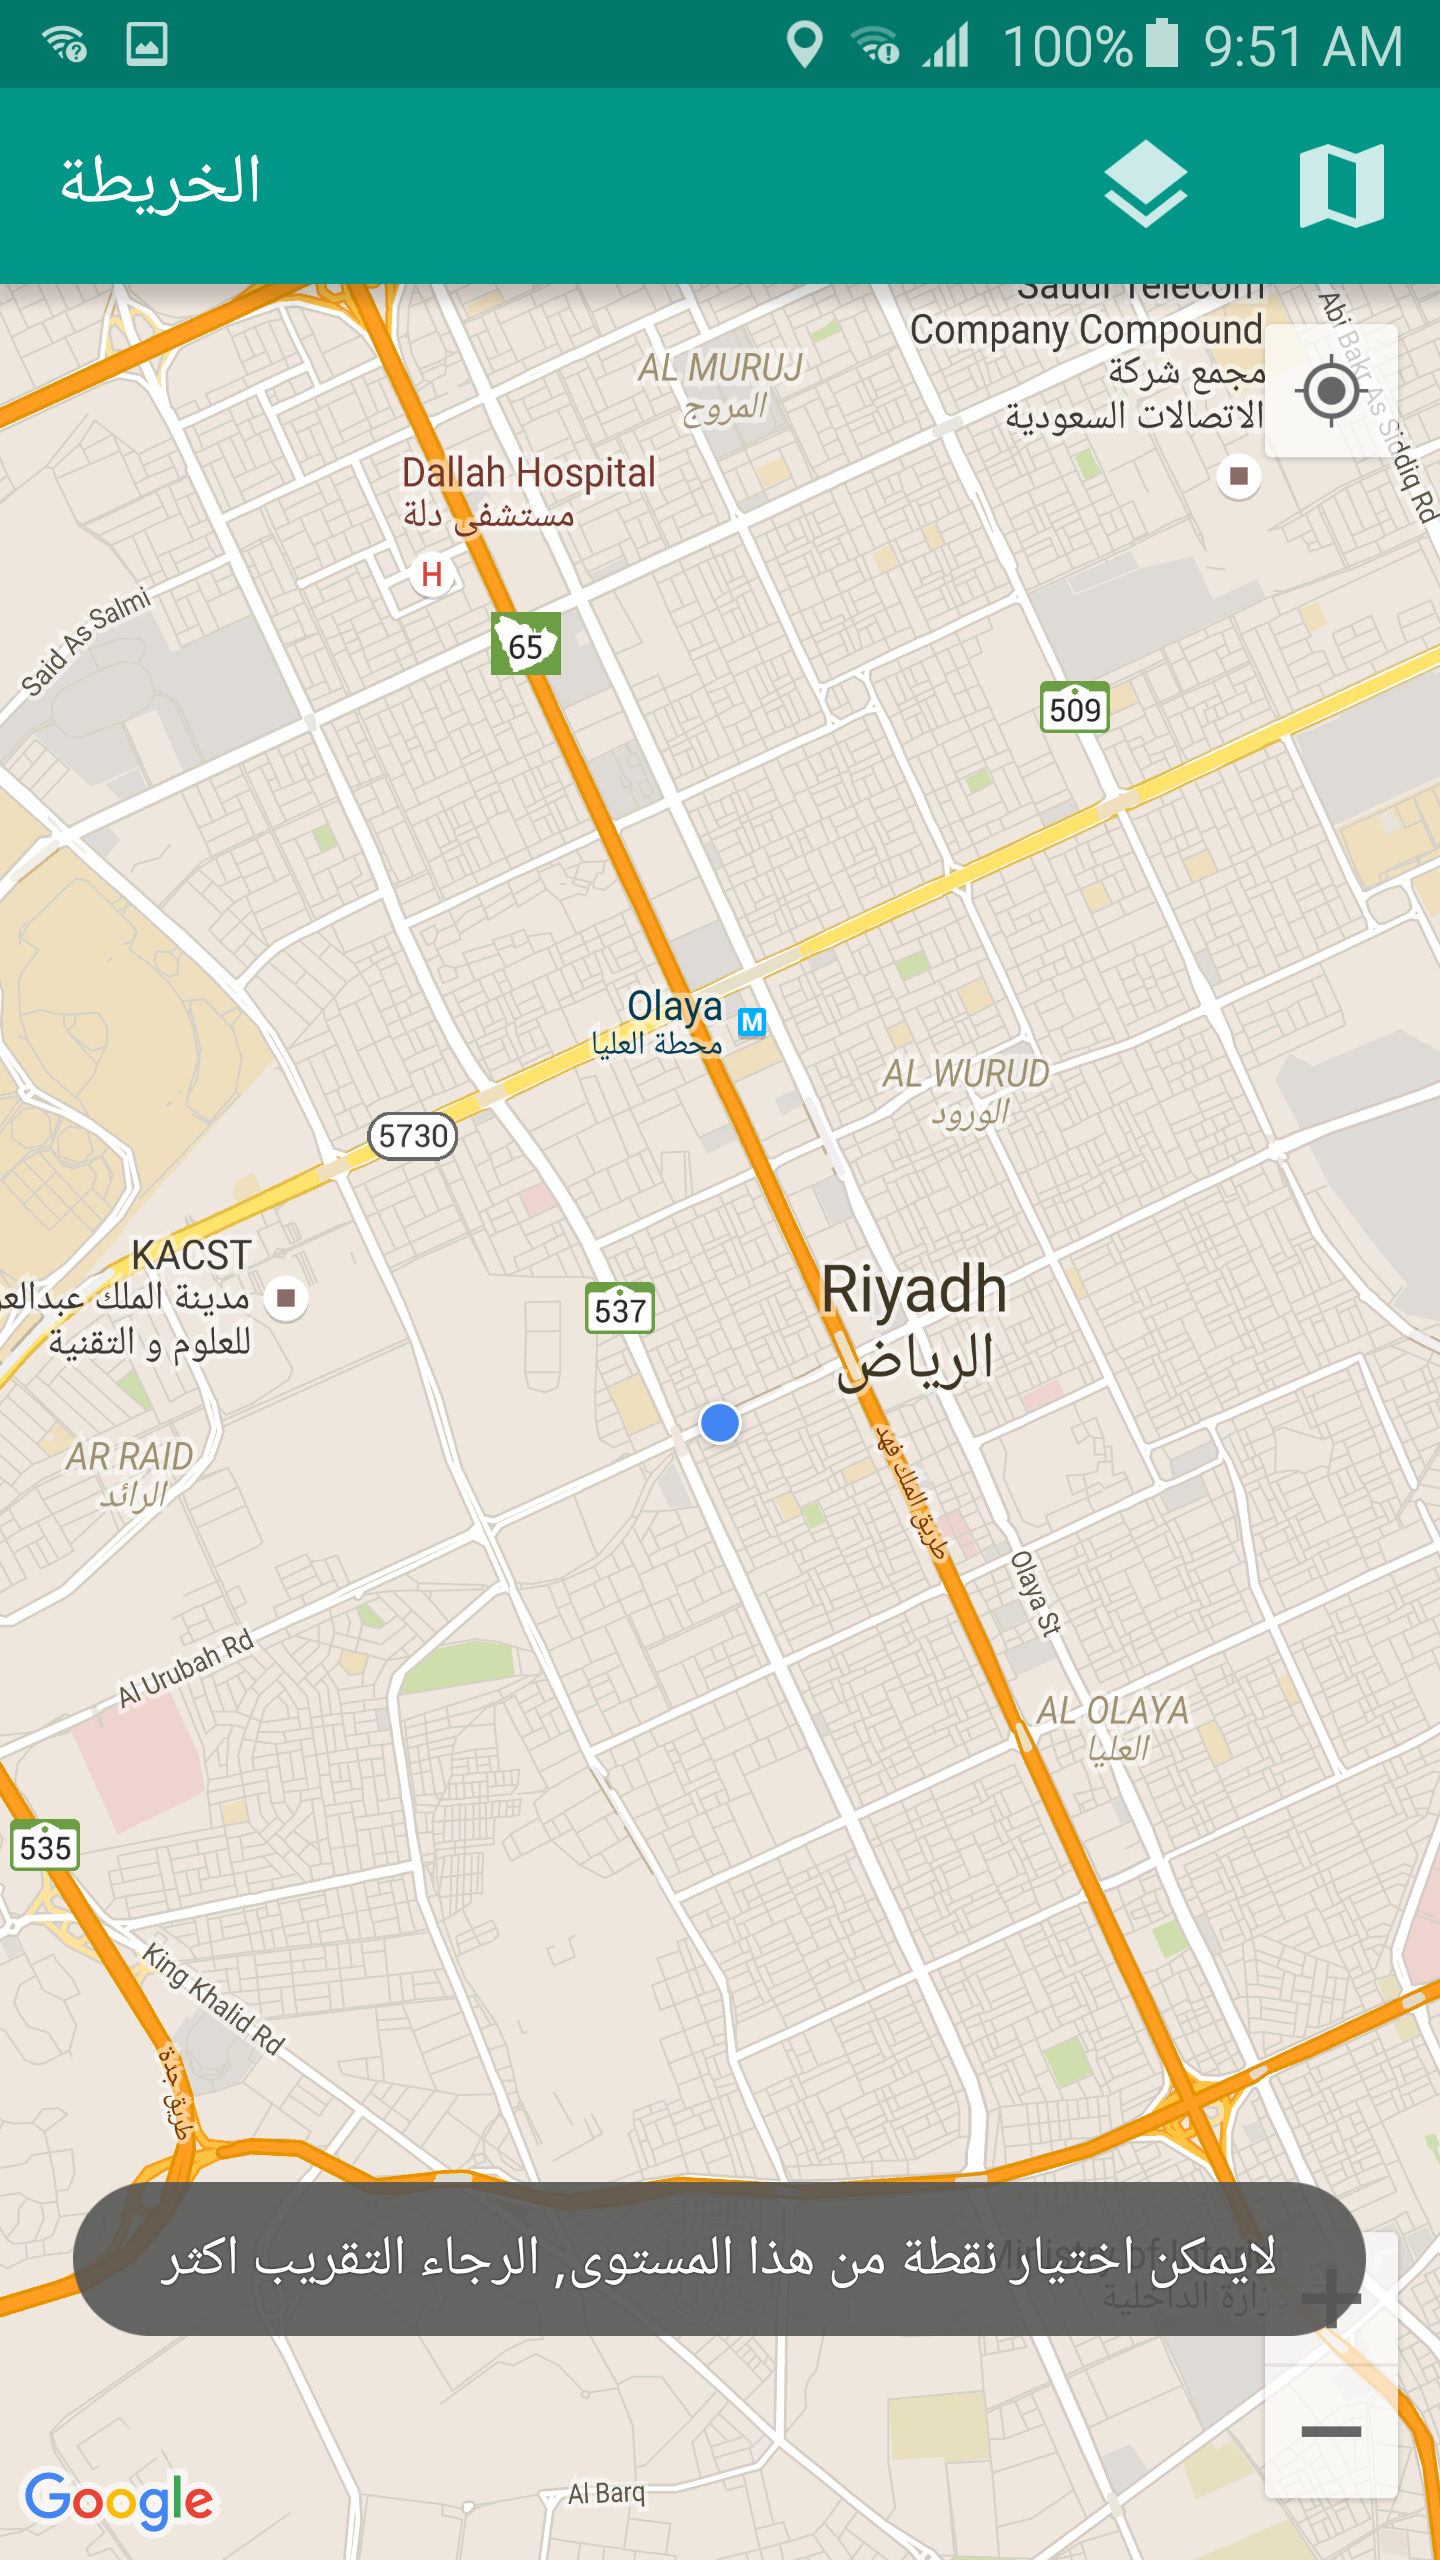 100% 9:51 AM
الخريطة
Saudi Telecom
Company Compound
مجمع شركة
الاتصالات السعودية
Abi Bakr As Siddiq Rd
AL MURUJ
المروج
Dallah Hospital
مستشفى دلة
H
Said As Salmi
65
509
Olaya
محطة العليا
M
AL WURUD
الورود
5730
KACST
مدينة الملك عبدالعز
للعلوم و التقنية
537
Riyadh
الرياض
AR RAID
الرائد
طريق الملك فهد
Olaya St
Al Urubah Rd
AL OLAYA
العليا
535
King Khalid Rd
طريق جدة
لايمكن اختيار نقطة من هذا المستوى, الرجاء التقريب اكثر
Ministry of Interior
وزارة الداخلية
Al Barq
Google